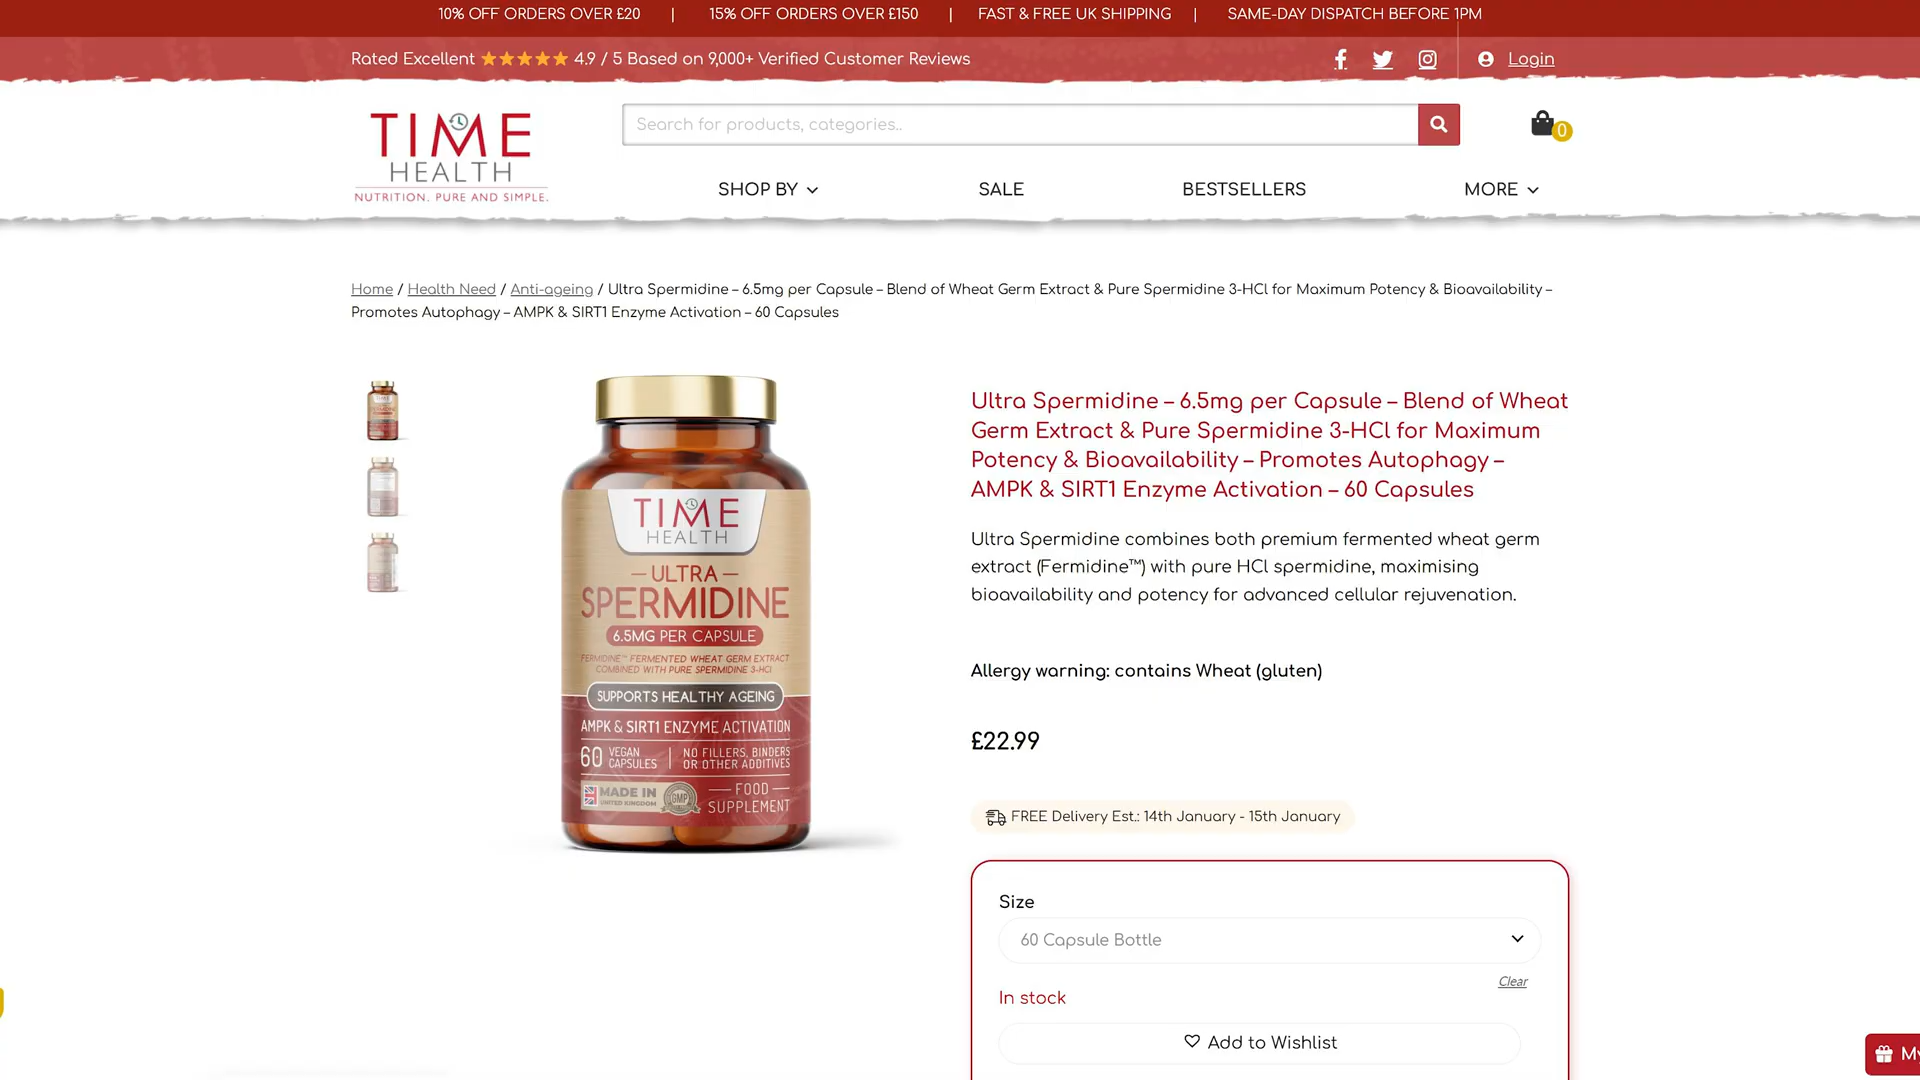 10% OFF ORDERS OVER £20 | 15% OFF ORDERS OVER £150 | FAST & FREE UK SHIPPING | SAME-DAY DISPATCH BEFORE 1PM
Rated Excellent 4.9 / 5 Based on 9,000+ Verified Customer Reviews
Login
TIME
HEALTH
NUTRITION. PURE AND SIMPLE.
Search for products, categories..
0
SHOP BY
SALE
BESTSELLERS
MORE
Home / Health Need / Anti-ageing / Ultra Spermidine – 6.5mg per Capsule – Blend of Wheat Germ Extract & Pure Spermidine 3-HCl for Maximum Potency & Bioavailability –
Promotes Autophagy – AMPK & SIRT1 Enzyme Activation – 60 Capsules
TIME
HEALTH
— ULTRA —
SPERMIDINE
6.5MG PER CAPSULE
FERMIDINE™ FERMENTED WHEAT GERM EXTRACT
COMBINED WITH PURE SPERMIDINE 3-HCl
SUPPORTS HEALTHY AGEING
AMPK & SIRT1 ENZYME ACTIVATION
60 VEGAN CAPSULES
NO FILLERS, BINDERS
OR OTHER ADDITIVES
MADE IN
UNITED KINGDOM
GMP
— FOOD —
SUPPLEMENT
Ultra Spermidine – 6.5mg per Capsule – Blend of Wheat
Germ Extract & Pure Spermidine 3-HCl for Maximum
Potency & Bioavailability – Promotes Autophagy –
AMPK & SIRT1 Enzyme Activation – 60 Capsules
Ultra Spermidine combines both premium fermented wheat germ
extract (Fermidine™) with pure HCl spermidine, maximising
bioavailability and potency for advanced cellular rejuvenation.
Allergy warning: contains Wheat (gluten)
£22.99
FREE Delivery Est.: 14th January - 15th January
Size
60 Capsule Bottle
Clear
In stock
Add to Wishlist